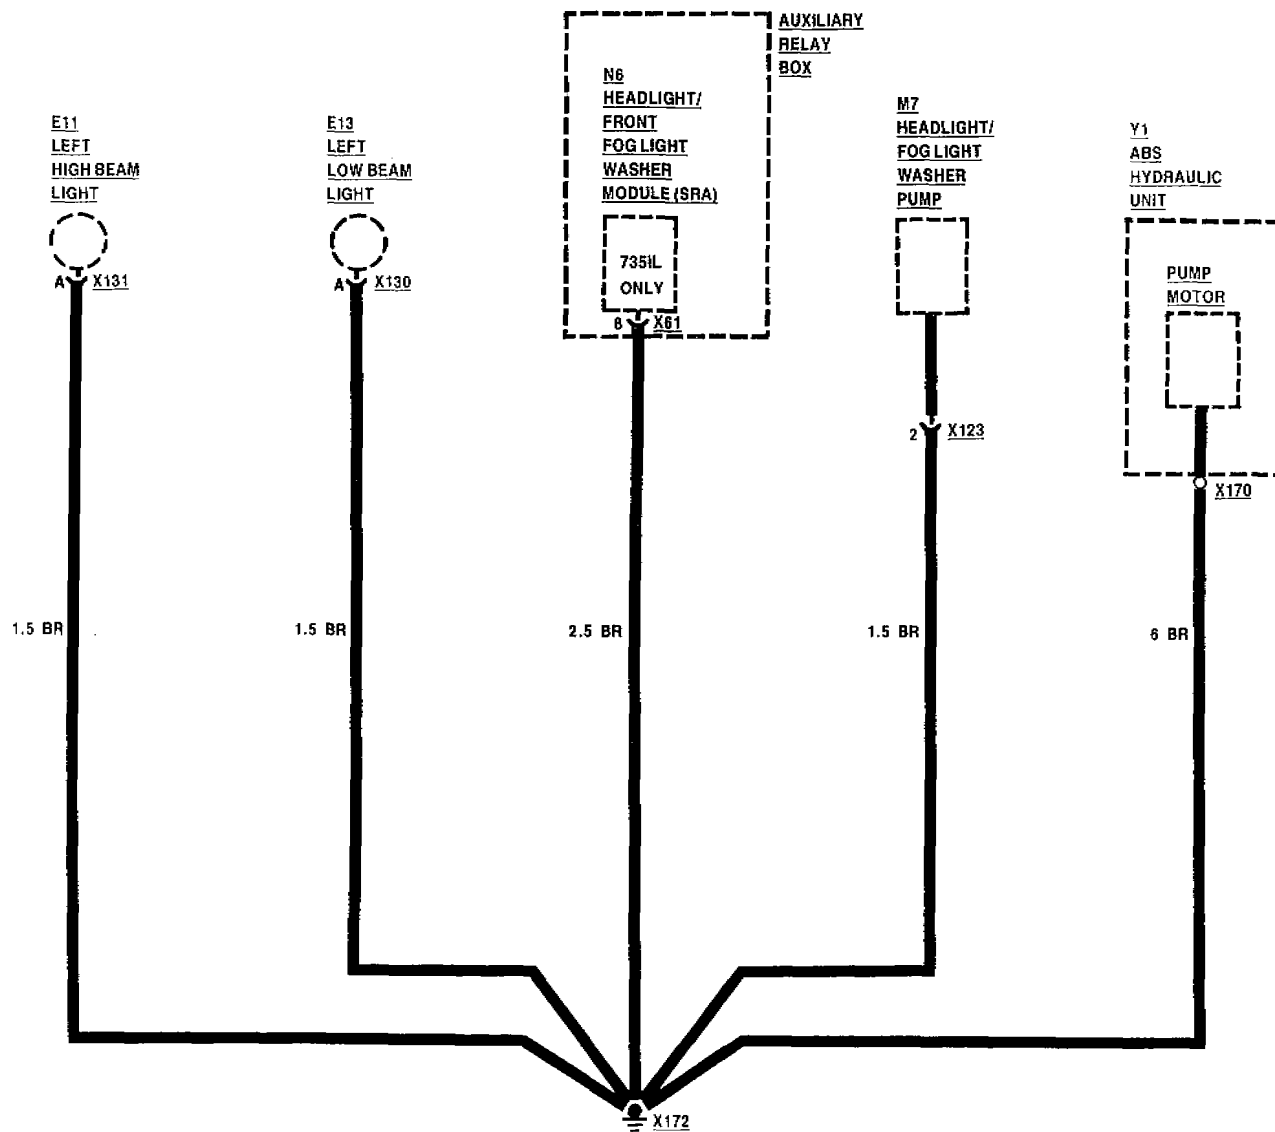 AUXILIARY
RELAY
BOX
N6
HEADLIGHT/
FRONT
FOG LIGHT
WASHER
MODULE (SRA)
M7
HEADLIGHT/
FOG LIGHT
WASHER
PUMP
E11
LEFT
HIGH BEAM
LIGHT
E13
LEFT
LOW BEAM
LIGHT
Y1
ABS
HYDRAULIC
UNIT
735IL
ONLY
PUMP
MOTOR
A X131
A X130
8 X61
2 X123
X170
1.5 BR
1.5 BR
2.5 BR
1.5 BR
6 BR
X172